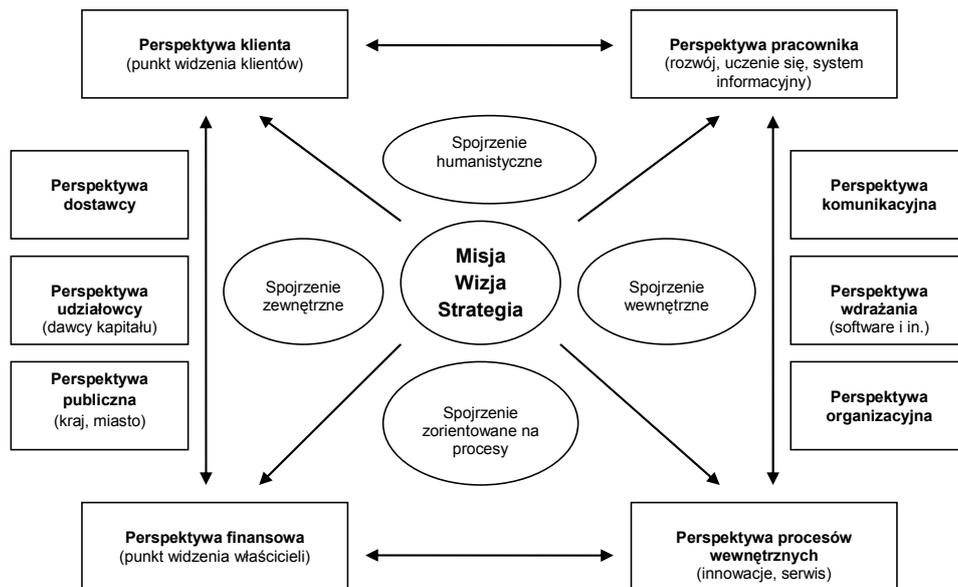 Perspektywa klienta
(punkt widzenia klientów)
Perspektywa pracownika
(rozwój, uczenie się, system
informacyjny)
Spojrzenie
humanistyczne
Perspektywa
dostawcy
Perspektywa
komunikacyjna
Misja
Wizja
Strategia
Spojrzenie
zewnętrzne
Spojrzenie
wewnętrzne
Perspektywa
udziałowcy
(dawcy kapitału)
Perspektywa
wdrażania
(software i in.)
Perspektywa
publiczna
(kraj, miasto)
Perspektywa
organizacyjna
Spojrzenie
zorientowane na
procesy
Perspektywa finansowa
(punkt widzenia właścicieli)
Perspektywa procesów
wewnętrznych
(innowacje, serwis)